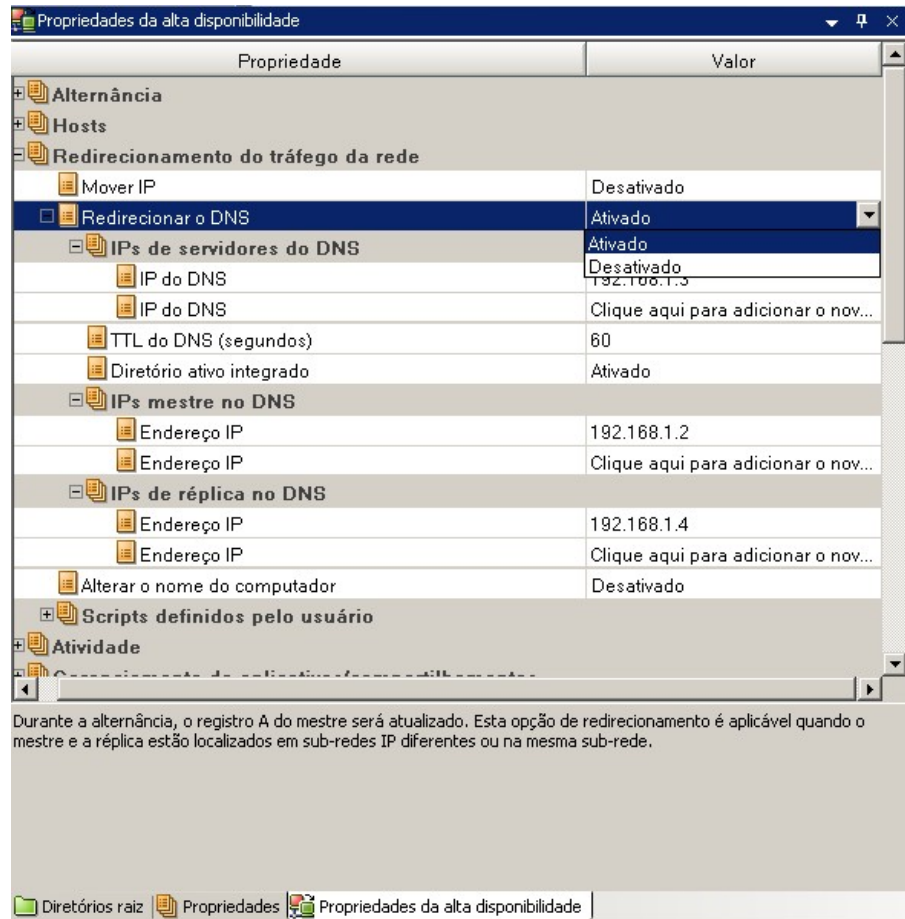 Propriedades da alta disponibilidade
Propriedade Valor
Alternância
Hosts
Redirecionamento do tráfego da rede
Mover IP Desativado
Redirecionar o DNS Ativado
IPs de servidores do DNS Ativado
Desativado
IP do DNS 192.168.1.3
IP do DNS Clique aqui para adicionar o nov...
TTL do DNS (segundos) 60
Diretório ativo integrado Ativado
IPs mestre no DNS
Endereço IP 192.168.1.2
Endereço IP Clique aqui para adicionar o nov...
IPs de réplica no DNS
Endereço IP 192.168.1.4
Endereço IP Clique aqui para adicionar o nov...
Alterar o nome do computador Desativado
Scripts definidos pelo usuário
Atividade
Durante a alternância, o registro A do mestre será atualizado. Esta opção de redirecionamento é aplicável quando o
mestre e a réplica estão localizados em sub-redes IP diferentes ou na mesma sub-rede.
Diretórios raiz Propriedades Propriedades da alta disponibilidade